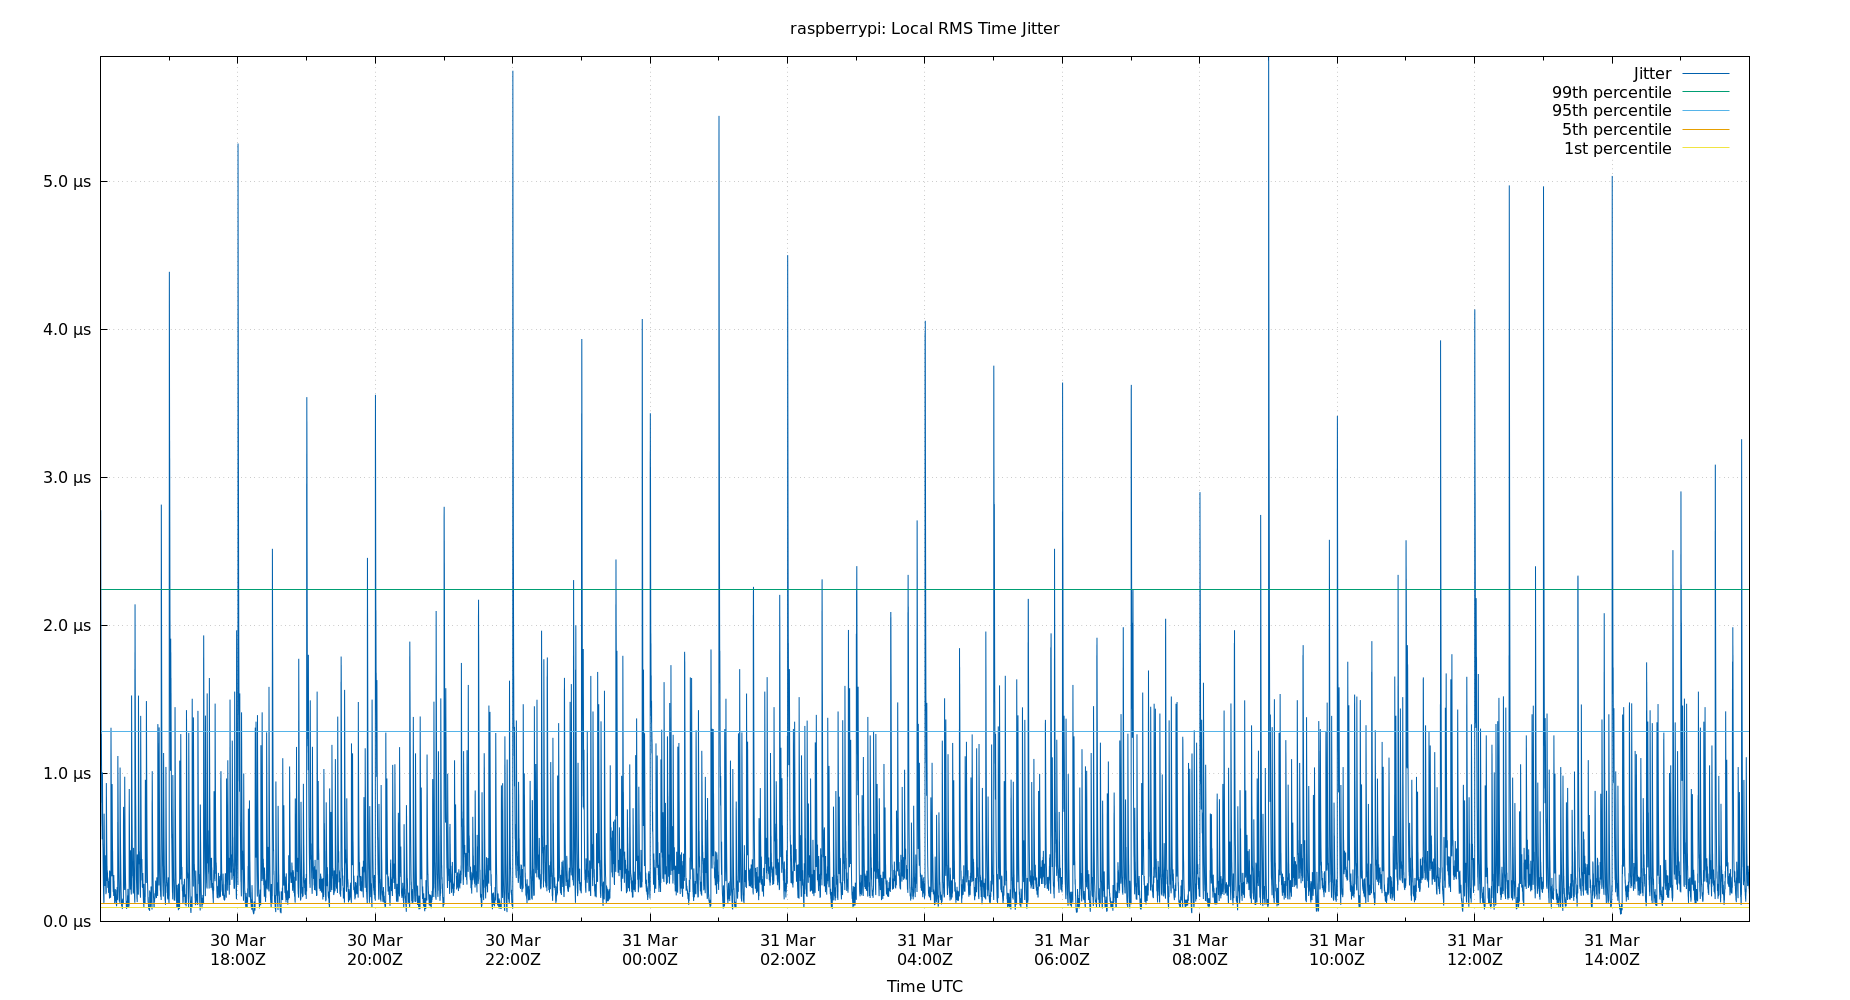 raspberrypi: Local RMS Time Jitter
Jitter
99th percentile
95th percentile
5th percentile
1st percentile
5.0 µs
4.0 µs
3.0 µs
2.0 µs
1.0 µs
0.0 µs
30 Mar 30 Mar 30 Mar 31 Mar 31 Mar 31 Mar 31 Mar 31 Mar 31 Mar 31 Mar 31 Mar
18:00Z 20:00Z 22:00Z 00:00Z 02:00Z 04:00Z 06:00Z 08:00Z 10:00Z 12:00Z 14:00Z
Time UTC